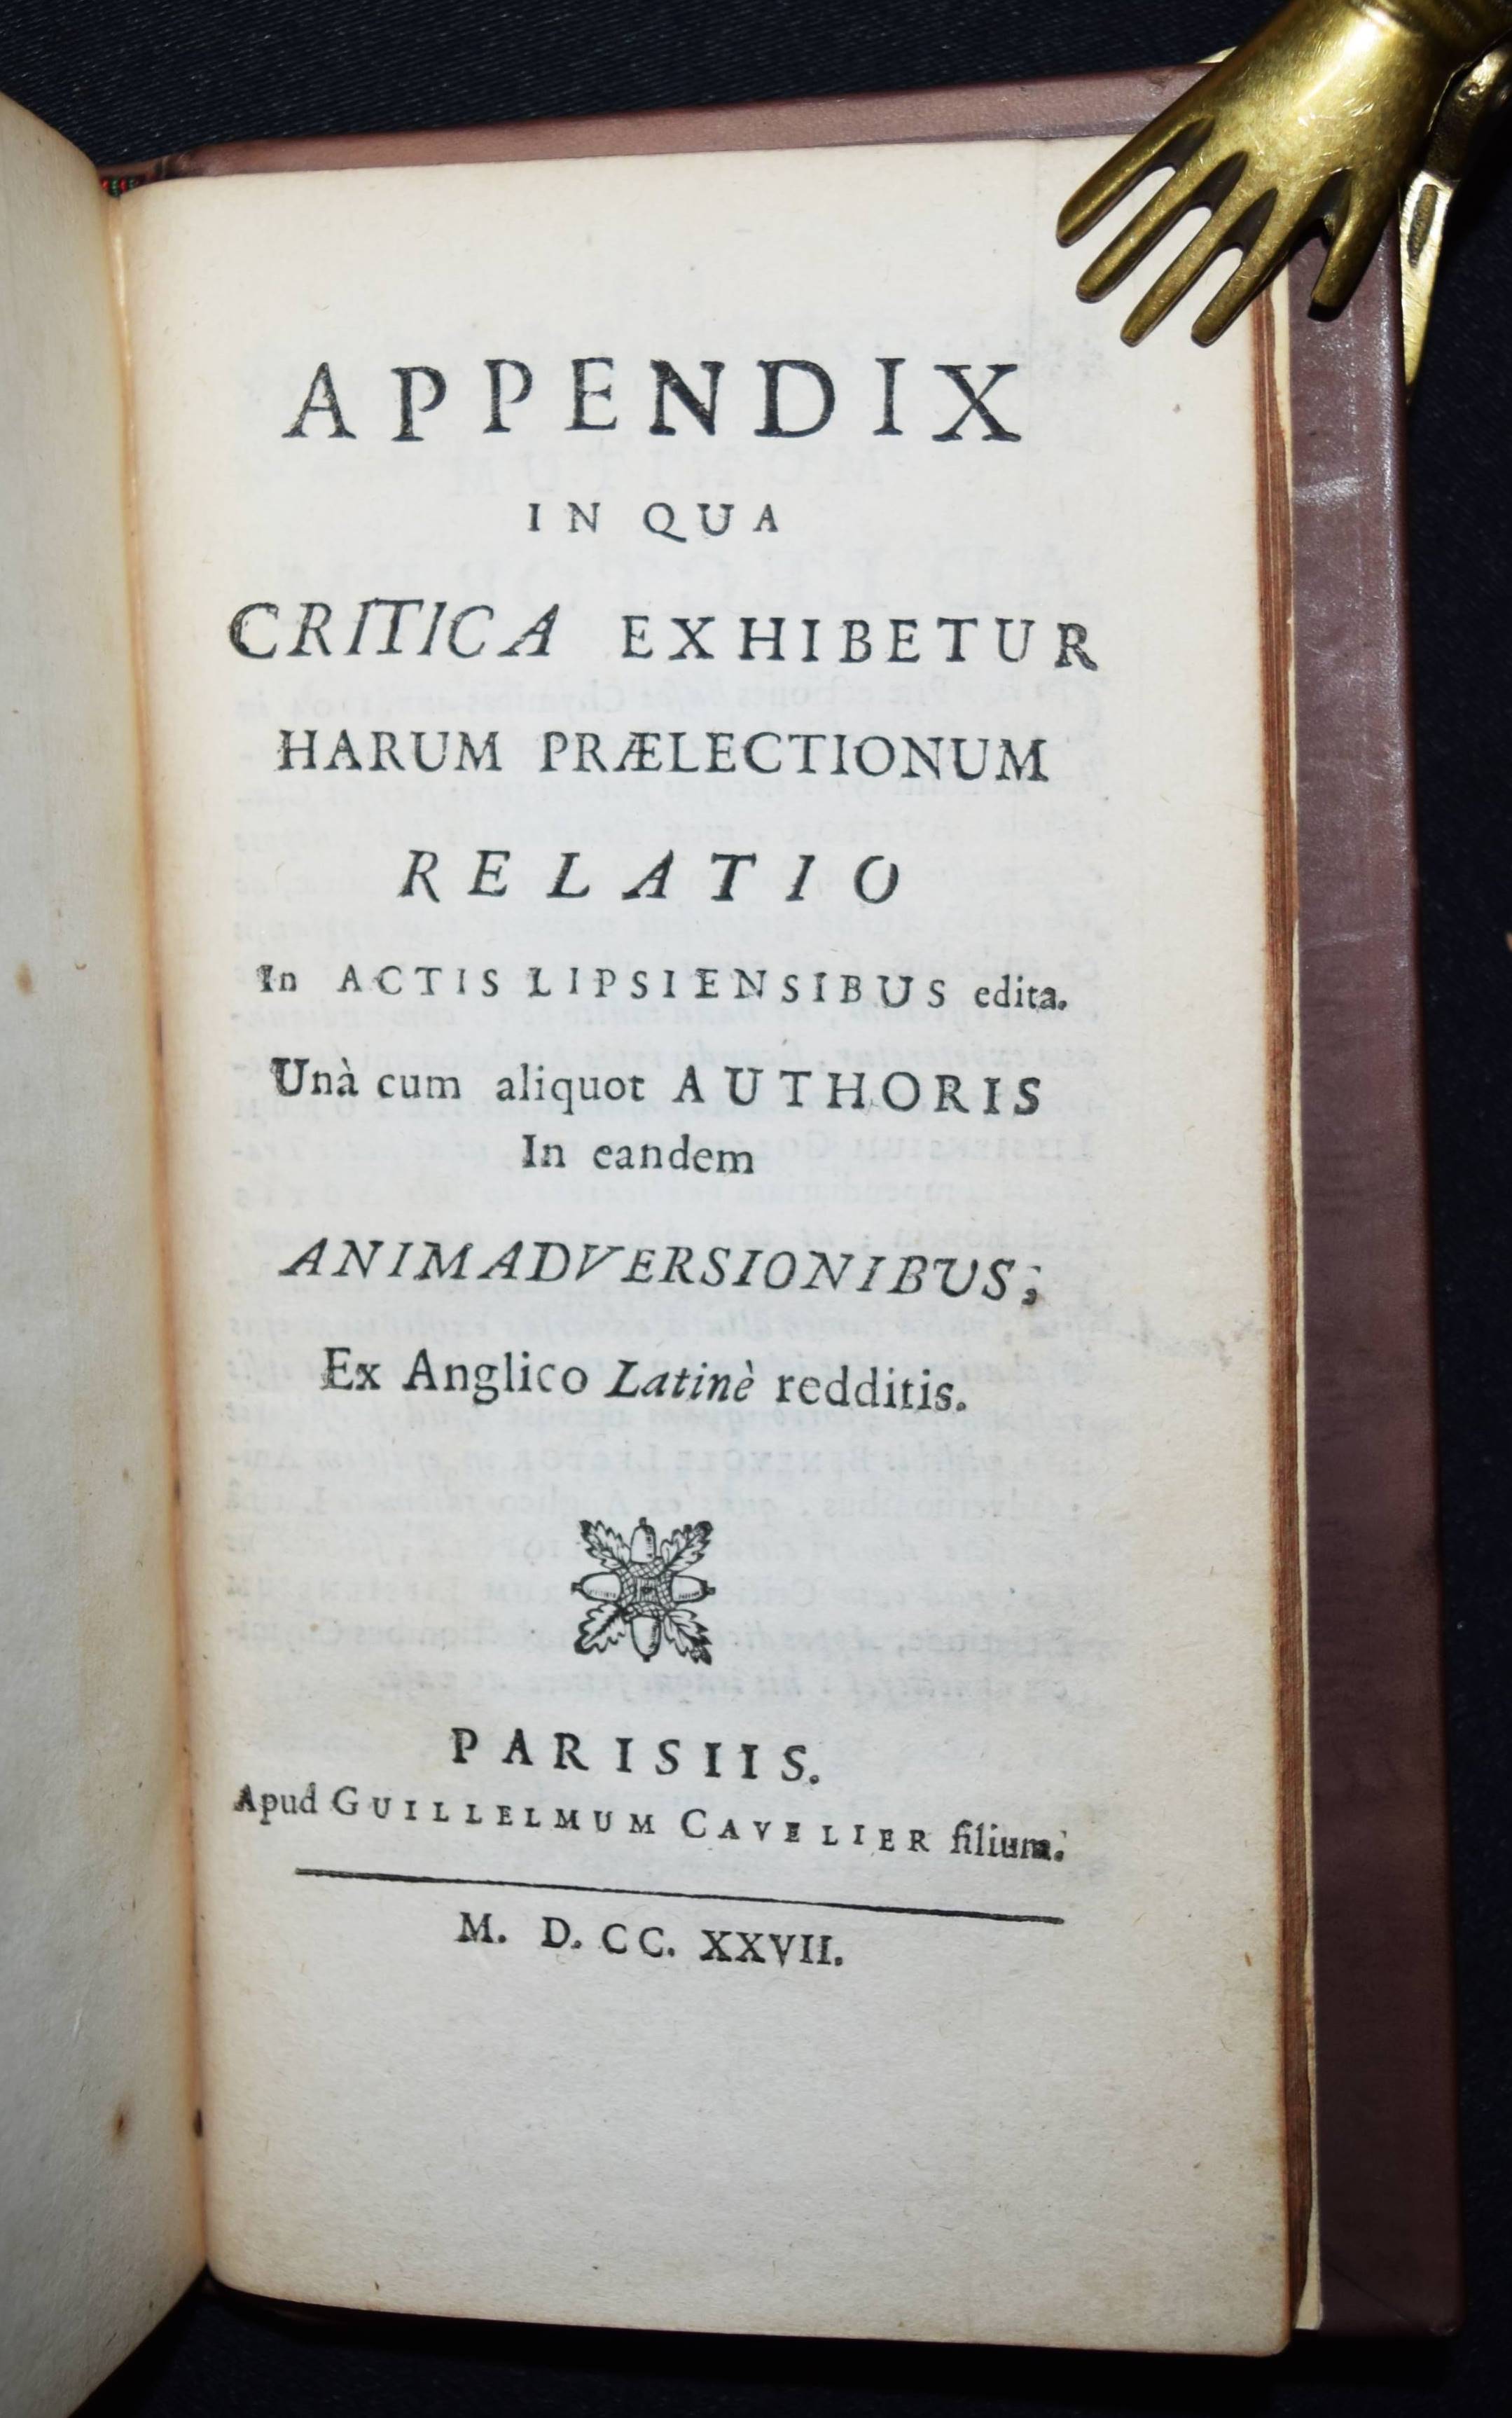 APPENDIX
IN QUA
CRITICA EXHIBETUR
HARUM PRÆLECTIONUM
RELATIO
In ACTIS LIPSIENSIBUS edita.
Unà cum aliquot AUTHORIS
In eandem
ANIMADVERSIONIBUS;
Ex Anglico Latinè redditis.
PARISIIS.
Apud GUILLELMUM CAVELIER filium.
M. D. CC. XXVII.